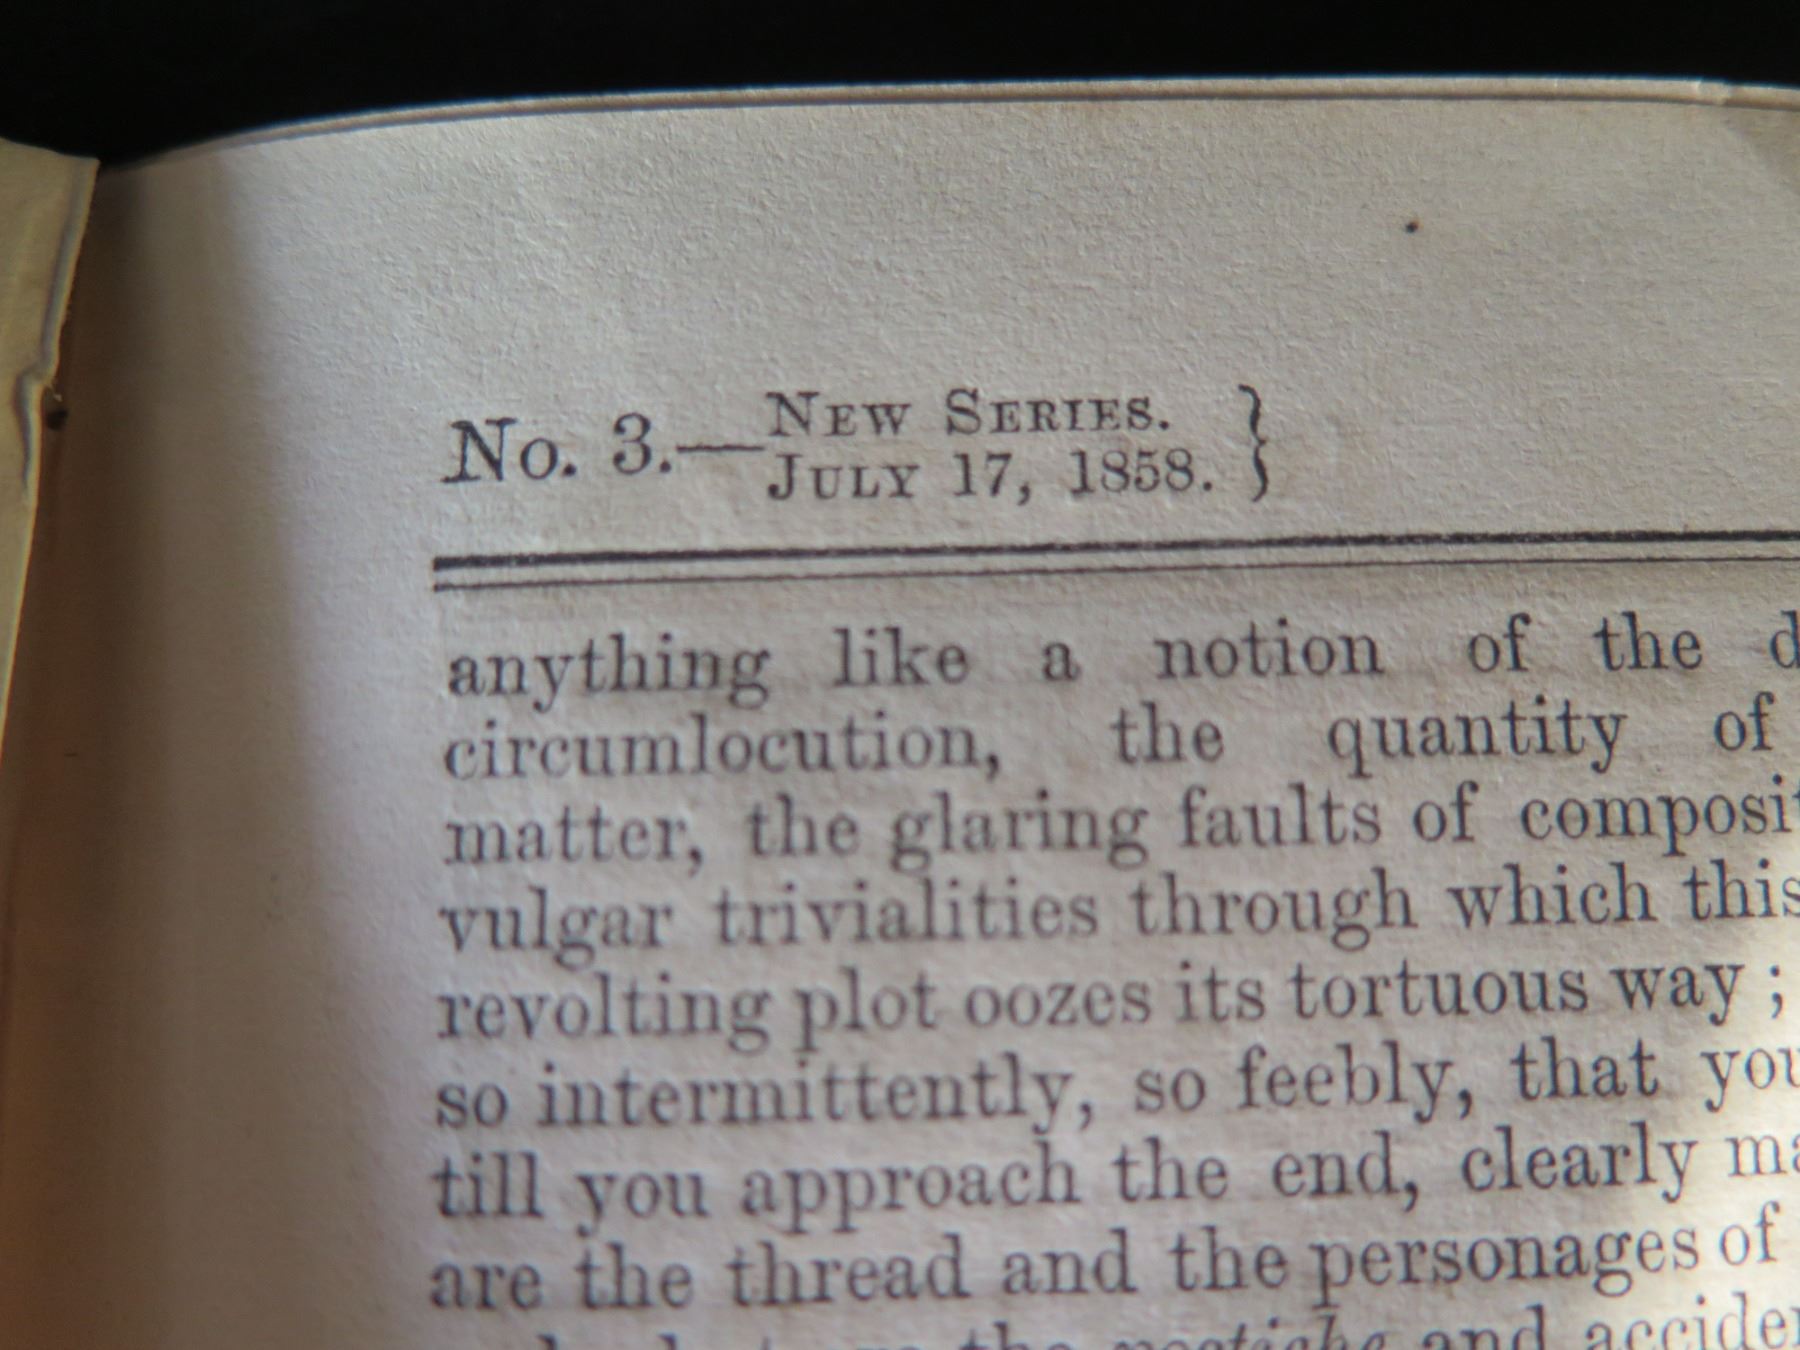 No. 3.—NEW SERIES.
JULY 17, 1858. }
anything like a notion of the
circumlocution, the quantity of
matter, the glaring faults of
vulgar trivialities through which this
revolting plot oozes its tortuous way ;
so intermittently, so feebly, that
till you approach the end, clearly
are the thread and the personages of
the and